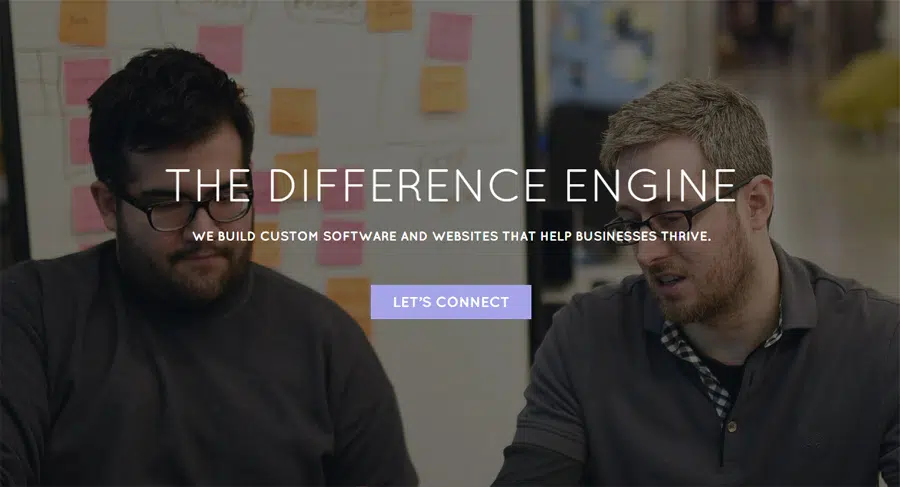 THE DIFFERENCE ENGINE
WE BUILD CUSTOM SOFTWARE AND WEBSITES THAT HELP BUSINESSES THRIVE.
LET'S CONNECT